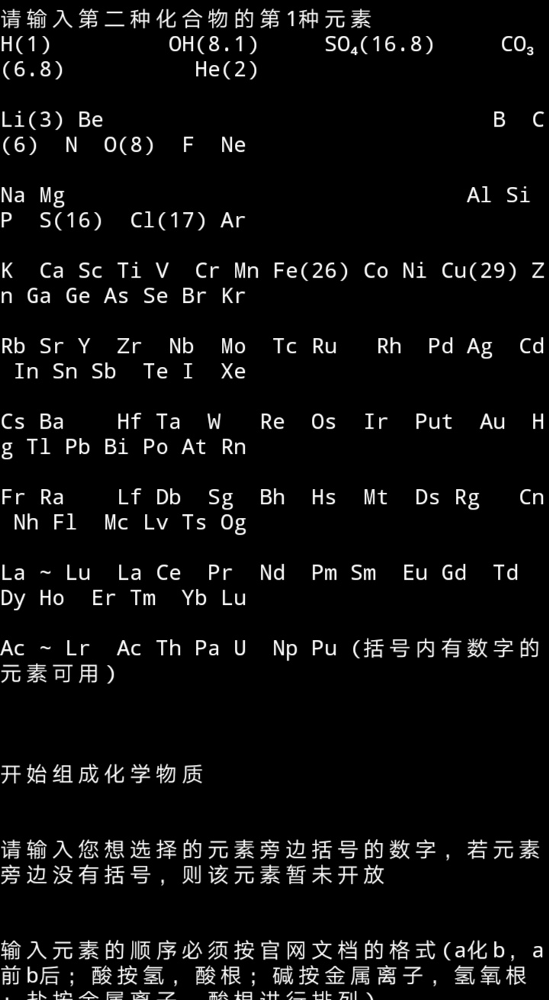 请输入第二种化合物的第1种元素
H(1)         OH(8.1)     SO₄(16.8)     CO₃
(6.8)          He(2)
Li(3) Be                              B  C
(6)  N  O(8)  F  Ne
Na Mg                               Al Si
P  S(16)  Cl(17) Ar
K  Ca Sc Ti V  Cr Mn Fe(26) Co Ni Cu(29) Z
n Ga Ge As Se Br Kr
Rb Sr Y  Zr  Nb  Mo  Tc Ru   Rh  Pd Ag  Cd
In Sn Sb  Te I  Xe
Cs Ba    Hf Ta  W   Re  Os  Ir  Put  Au  H
g Tl Pb Bi Po At Rn
Fr Ra    Lf Db  Sg  Bh  Hs  Mt  Ds Rg   Cn
Nh Fl  Mc Lv Ts Og
La ~ Lu  La Ce  Pr  Nd  Pm Sm  Eu Gd  Td
Dy Ho  Er Tm  Yb Lu
Ac ~ Lr  Ac Th Pa U  Np Pu (括号内有数字的
元素可用)
开始组成化学物质
请输入您想选择的元素旁边括号的数字,若元素
旁边没有括号,则该元素暂未开放
输入元素的顺序必须按官网文档的格式(a化b,a
前b后;酸按氢,酸根;碱按金属离子,氢氧根
;盐按金属离子,酸根进行排列)